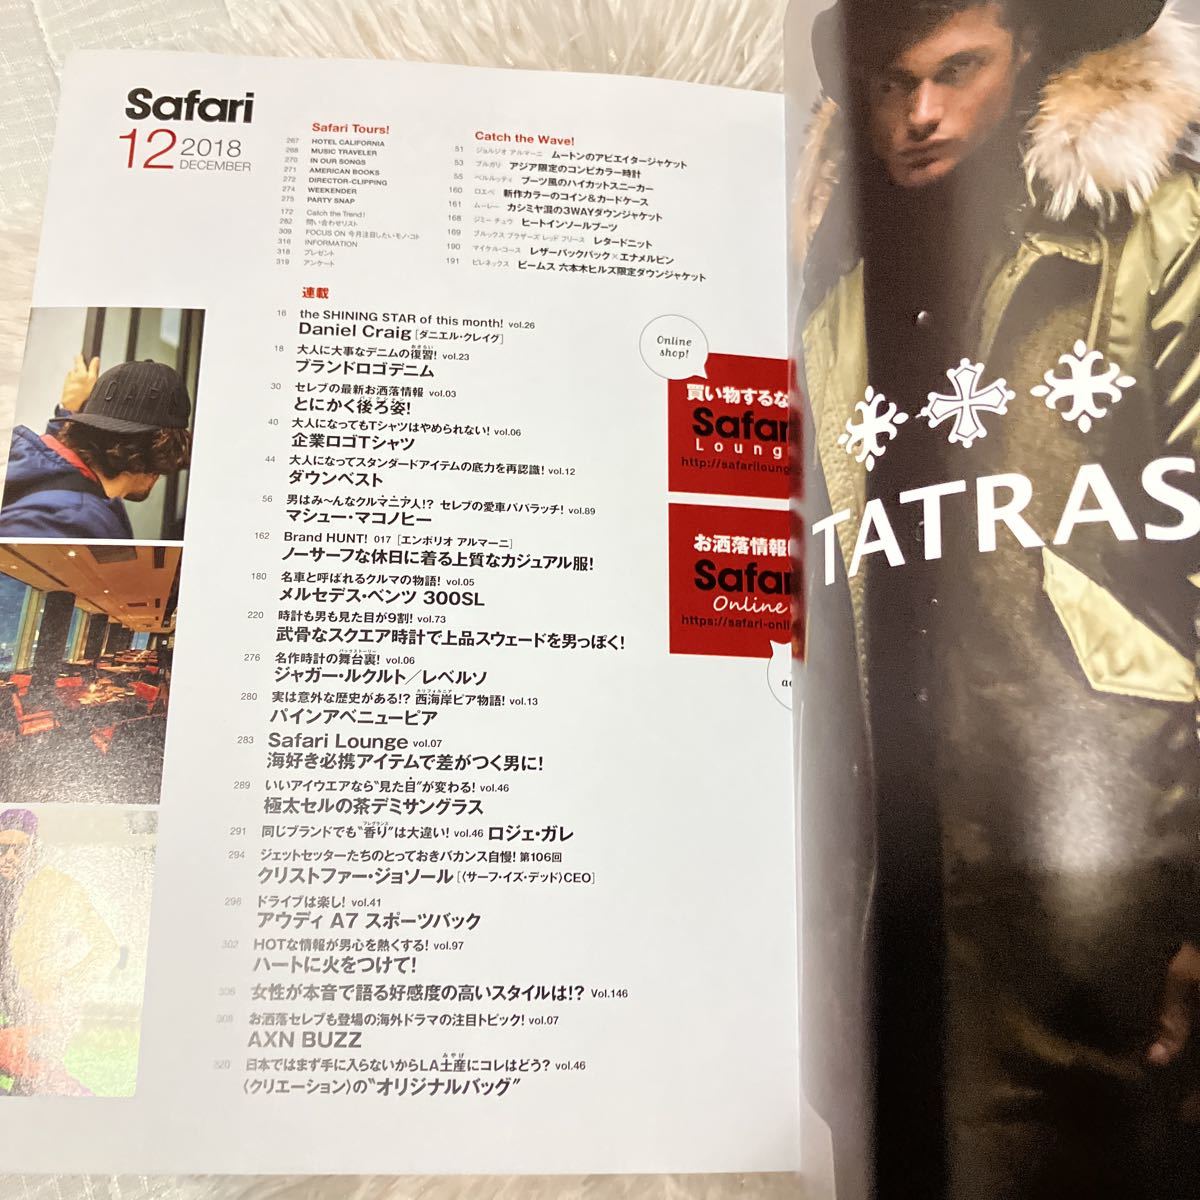 Safari
12 2018
DECEMBER
Safari Tours!
267 HOTEL CALIFORNIA
268 MUSIC TRAVELER
270 IN OUR SONGS
271 AMERICAN BOOKS
272 DIRECTOR-CLIPPING
274 WEEKENDER
275 PARTY SNAP
172 Catch the Trend!
282 問い合わせリスト
309 FOCUS ON 今月注目したいモノ・コト
316 INFORMATION
318 プレゼント
319 アンケート
Catch the Wave!
51 ジョルジオ アルマーニ ムートンのアビエイタージャケット
53 ブルガリ アジア限定のコンビカラー時計
55 ベルルッティ ブーツ風のハイカットスニーカー
160 ロエベ 新作カラーのコイン&カードケース
161 ムーレー カシミヤ混の3WAYダウンジャケット
168 ジミー チュウ ヒートインソールブーツ
169 ブルックス ブラザーズ レッド フリース レタードニット
190 マイケル・コース レザーバックパック×エナメルピン
191 ピレネックス ビームス 六本木ヒルズ限定ダウンジャケット
連載
16 the SHINING STAR of this month! vol.26
Daniel Craig [ダニエル・クレイグ]
18 大人に大事なデニムの復習! vol.23
おさらい
ブランドロゴデニム
30 セレブの最新お洒落情報 vol.03
とにかく後ろ姿!
40 大人になってもTシャツはやめられない! vol.06
企業ロゴTシャツ
44 大人になってスタンダードアイテムの底力を再認識! vol.12
ダウンベスト
56 男はみ〜んなクルマニア人!? セレブの愛車パパラッチ! vol.89
マシュー・マコノヒー
162 Brand HUNT! 017 [エンポリオ アルマーニ]
ノーサーフな休日に着る上質なカジュアル服!
180 名車と呼ばれるクルマの物語! vol.05
メルセデス・ベンツ 300SL
220 時計も男も見た目が9割! vol.73
武骨なスクエア時計で上品スウェードを男っぽく!
276 名作時計の舞台裏! vol.06
バックストーリー
ジャガー・ルクルト/レベルソ
280 実は意外な歴史がある!? 西海岸ピア物語! vol.13
カリフォルニア
パインアベニューピア
283 Safari Lounge vol.07
海好き必携アイテムで差がつく男に!
289 いいアイウエアなら"見た目"が変わる! vol.46
極太セルの茶デミサングラス
291 同じブランドでも"香り"は大違い! vol.46 ロジェ・ガレ
フレグランス
294 ジェットセッターたちのとっておきバカンス自慢! 第106回
クリストファー・ジョソール [〈サーフ・イズ・デッド〉CEO]
298 ドライブは楽し! vol.41
アウディ A7 スポーツバック
302 HOTな情報が男心を熱くする! vol.97
ハートに火をつけて!
306 女性が本音で語る好感度の高いスタイルは!? Vol.146
308 お洒落セレブも登場の海外ドラマの注目トピック! vol.07
AXN BUZZ
320 日本ではまず手に入らないからLA土産にコレはどう? vol.46
みやげ
〈クリエーション〉の"オリジナルバッグ"
Online
shop!
買い物するな
Safari
Loung
http://safariloung
お洒落情報
Safari
Online
https://safari-onli
TATRAS